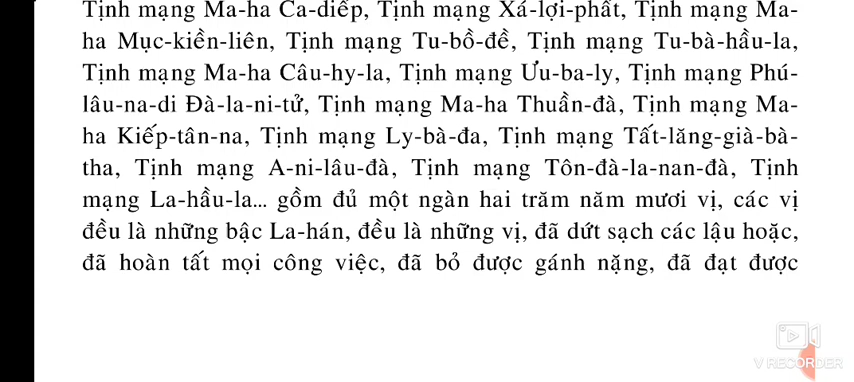 Tịnh mạng Ma-ha Ca-diếp, Tịnh mạng Xá-lợi-phất, Tịnh mạng Ma-
ha Mục-kiền-liên, Tịnh mạng Tu-bồ-đề, Tịnh mạng Tu-bà-hầu-la,
Tịnh mạng Ma-ha Câu-hy-la, Tịnh mạng Ưu-ba-ly, Tịnh mạng Phú-
lâu-na-di Đà-la-ni-tử, Tịnh mạng Ma-ha Thuần-đà, Tịnh mạng Ma-
ha Kiếp-tân-na, Tịnh mạng Ly-bà-đa, Tịnh mạng Tất-lăng-già-bà-
tha, Tịnh mạng A-ni-lâu-đà, Tịnh mạng Tôn-đà-la-nan-đà, Tịnh
mạng La-hầu-la... gồm đủ một ngàn hai trăm năm mươi vị, các vị
đều là những bậc La-hán, đều là những vị, đã dứt sạch các lậu hoặc,
đã hoàn tất mọi công việc, đã bỏ được gánh nặng, đã đạt được
V RECORDER